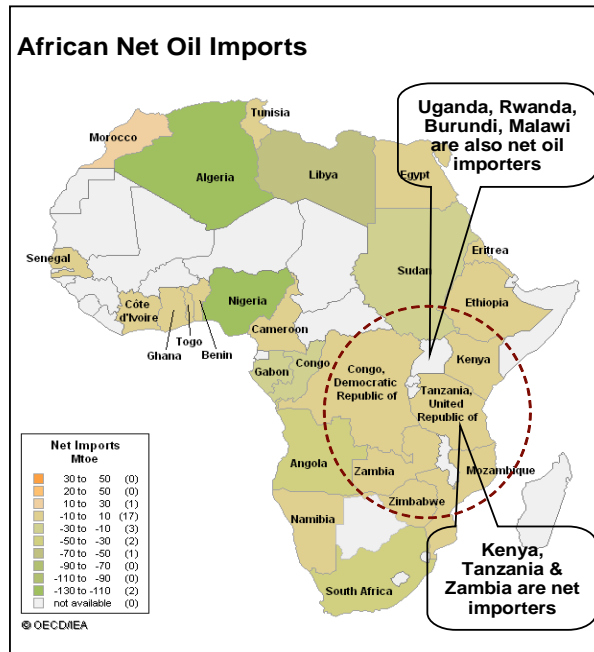 African Net Oil Imports
Uganda, Rwanda,
Burundi, Malawi
are also net oil
importers
Tunisia
Morocco
Algeria
Libya
Egypt
Senegal
Sudan
Eritrea
Côte
d'Ivoire
Nigeria
Ethiopia
Togo
Ghana
Benin
Cameroon
Gabon
Congo
Congo,
Democratic
Republic of
Kenya
Tanzania,
United
Republic of
Angola
Zambia
Mozambique
Zimbabwe
Namibia
South Africa
Net Imports
Mtoe
30 to 50 (0)
20 to 50 (0)
10 to 30 (1)
-10 to 10 (17)
-30 to -10 (3)
-50 to -30 (2)
-70 to -50 (1)
-90 to -70 (0)
-110 to -90 (0)
-130 to -110 (2)
not available (0)
© OECD/IEA
Kenya,
Tanzania &
Zambia are net
importers